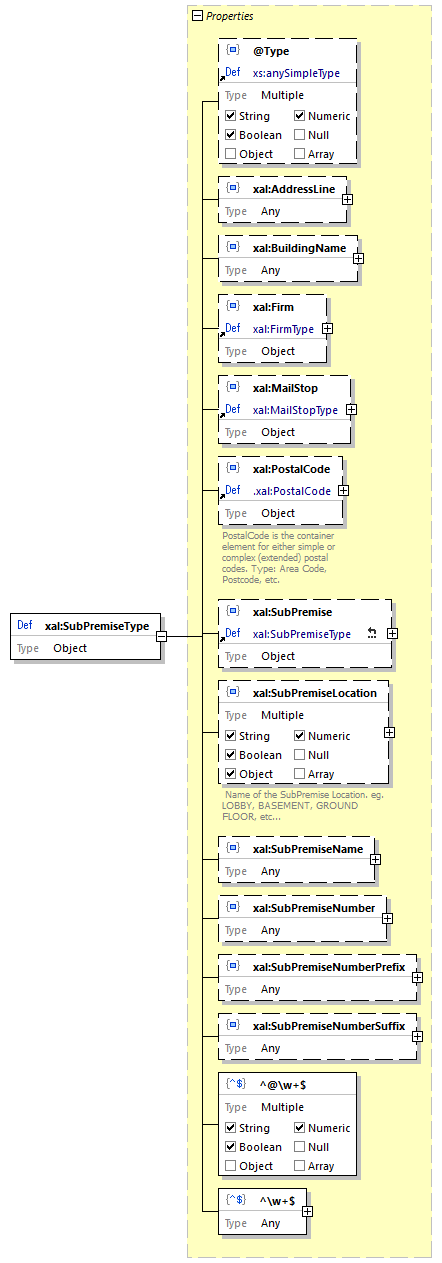 Properties
@Type
Def xs:anySimpleType
Type Multiple
String Numeric
Boolean Null
Object Array
xal:AddressLine
Type Any
xal:BuildingName
Type Any
xal:Firm
Def xal:FirmType
Type Object
xal:MailStop
Def xal:MailStopType
Type Object
xal:PostalCode
Def .xal:PostalCode
Type Object
PostalCode is the container
element for either simple or
complex (extended) postal
codes. Type: Area Code,
Postcode, etc.
Def xal:SubPremiseType
Type Object
xal:SubPremise
Def xal:SubPremiseType
Type Object
xal:SubPremiseLocation
Type Multiple
String Numeric
Boolean Null
Object Array
Name of the SubPremise Location. eg.
LOBBY, BASEMENT, GROUND
FLOOR, etc...
xal:SubPremiseName
Type Any
xal:SubPremiseNumber
Type Any
xal:SubPremiseNumberPrefix
Type Any
xal:SubPremiseNumberSuffix
Type Any
{^$} ^@\w+$
Type Multiple
String Numeric
Boolean Null
Object Array
{^$} ^\w+$
Type Any